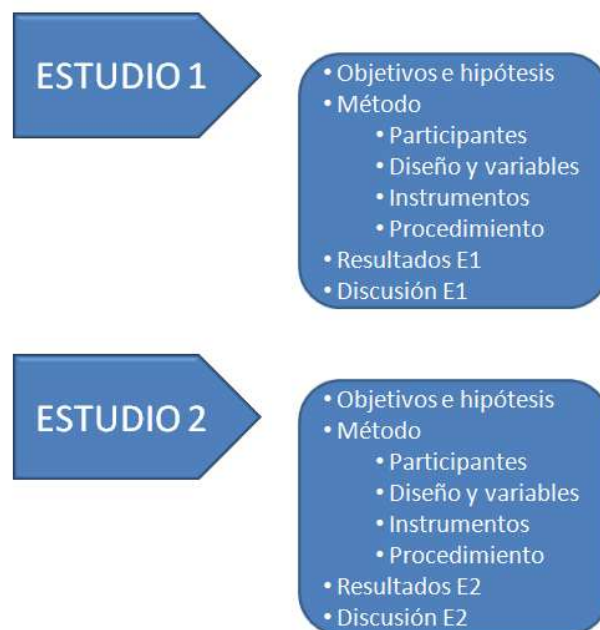 ESTUDIO 1
• Objetivos e hipótesis
• Método
• Participantes
• Diseño y variables
• Instrumentos
• Procedimiento
• Resultados E1
• Discusión E1
ESTUDIO 2
• Objetivos e hipótesis
• Método
• Participantes
• Diseño y variables
• Instrumentos
• Procedimiento
• Resultados E2
• Discusión E2